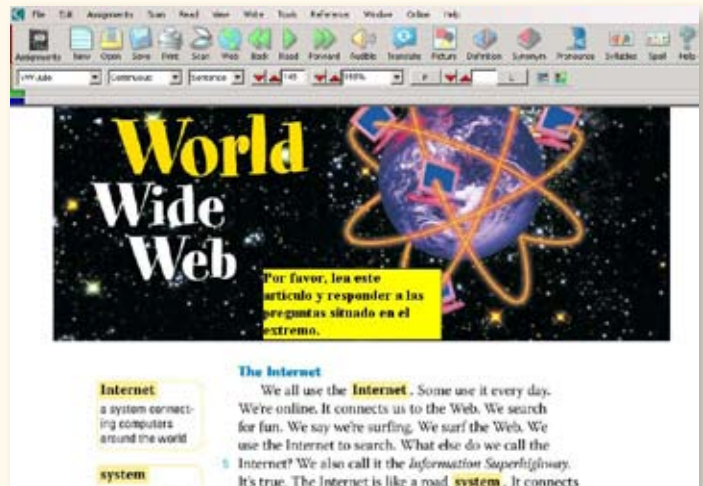 File Edit Assignments Scan Read View Write Tools Reference Window Online Help
Assignments New Open Save Print Scan Web Back Read Forward Audible Translate Picture Definition Synonym Pronounce Syllables Spell Help
Continuous Sentence
World
Wide
Web
Por favor, lea este
artículo y responder a las
preguntas situado en el
extremo.
The Internet
Internet
a system connect-
ing computers
around the world
We all use the Internet. Some use it every day.
We're online. It connects us to the Web. We search
for fun. We say we're surfing. We surf the Web. We
use the Internet to search. What else do we call the
5 Internet? We also call it the Information Superhighway.
system
It's true. The Internet is like a road system. It connects